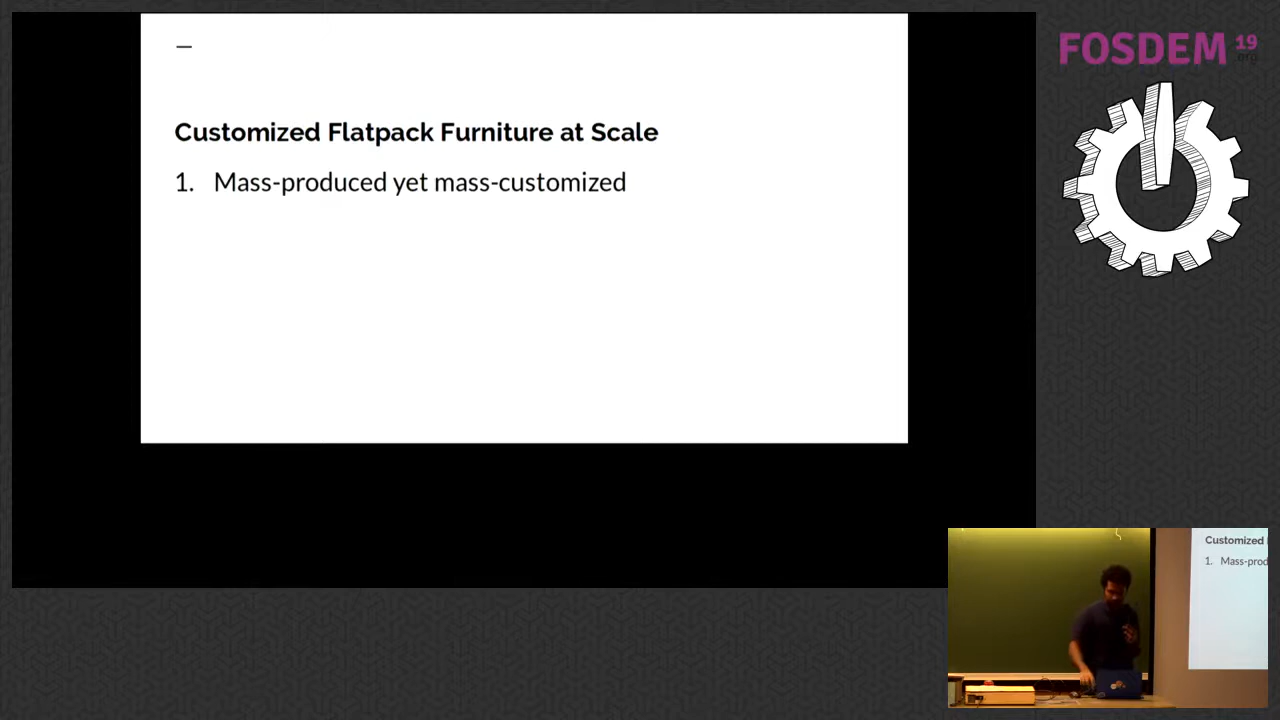 FOSDEM 19
.org
Customized Flatpack Furniture at Scale
1. Mass-produced yet mass-customized
Customized
1. Mass-prod